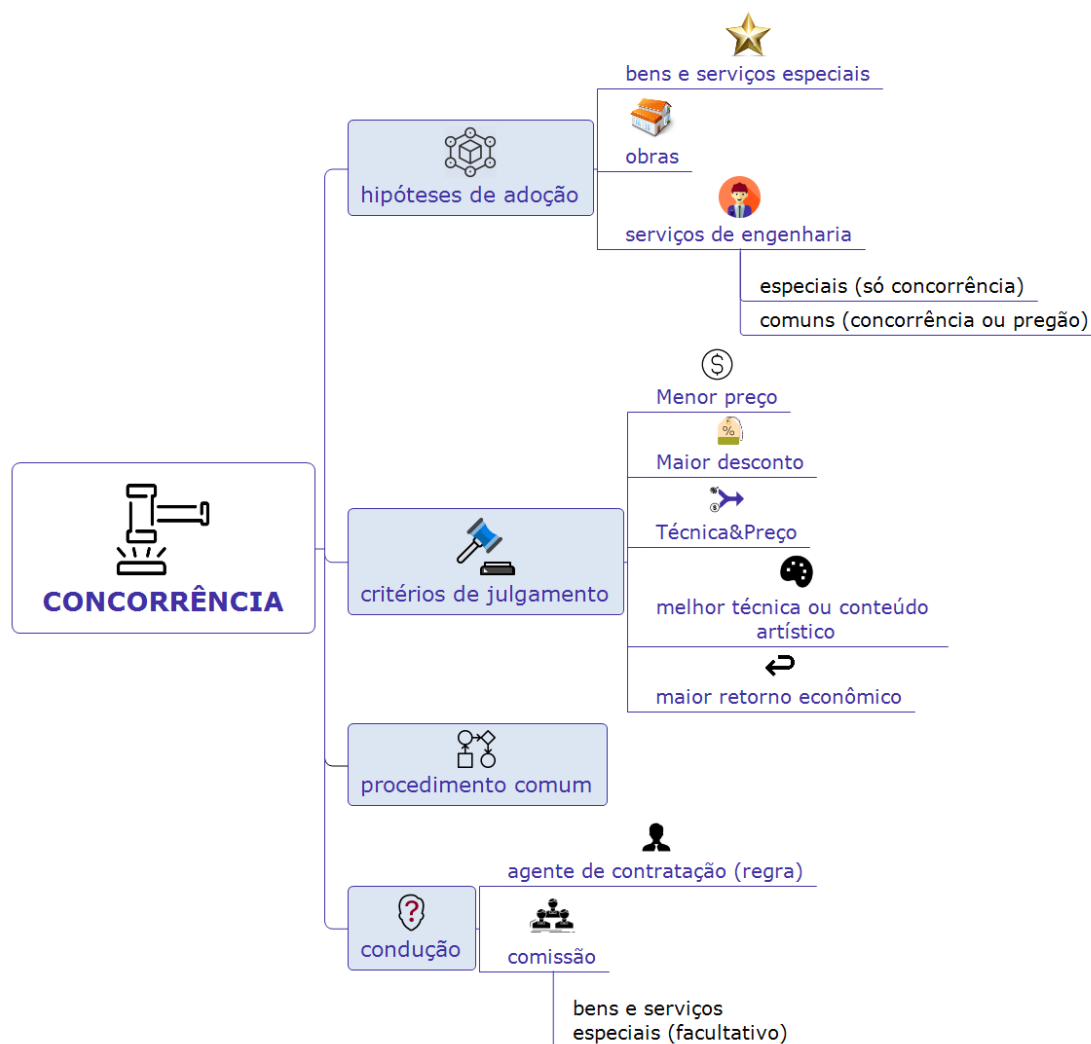 bens e serviços especiais
obras
hipóteses de adoção
serviços de engenharia
especiais (só concorrência)
comuns (concorrência ou pregão)
$
Menor preço
%
Maior desconto
$
Técnica&Preço
CONCORRÊNCIA
critérios de julgamento
melhor técnica ou conteúdo
artístico
maior retorno econômico
procedimento comum
agente de contratação (regra)
?
condução
comissão
bens e serviços
especiais (facultativo)